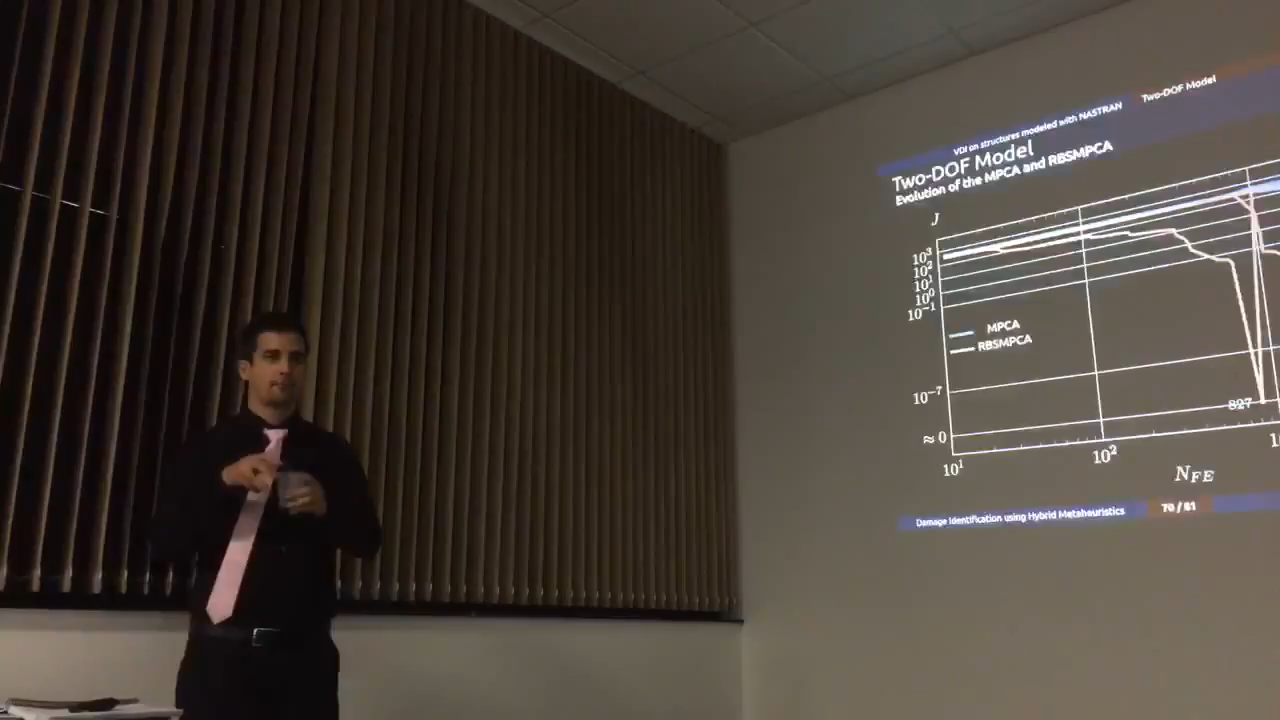 VDI on structures modeled with NASTRAN Two-DOF Model
Two-DOF Model
Evolution of the MPCA and RBSMPCA
J
10³
10²
10¹
10⁰
10⁻¹
MPCA
RBSMPCA
10⁻⁷
827
≈ 0
10¹
10²
N_FE
Damage Identification using Hybrid Metaheuristics 70 / 81